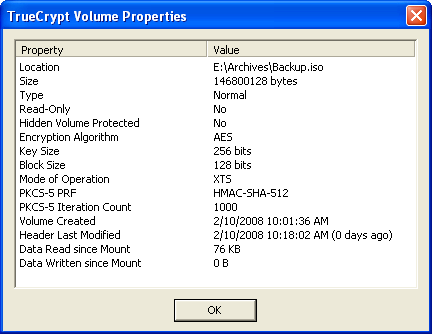 TrueCrypt Volume Properties
Property Value
Location E:\Archives\Backup.iso
Size 146800128 bytes
Type Normal
Read-Only No
Hidden Volume Protected No
Encryption Algorithm AES
Key Size 256 bits
Block Size 128 bits
Mode of Operation XTS
PKCS-5 PRF HMAC-SHA-512
PKCS-5 Iteration Count 1000
Volume Created 2/10/2008 10:01:36 AM
Header Last Modified 2/10/2008 10:18:02 AM (0 days ago)
Data Read since Mount 76 KB
Data Written since Mount 0 B
OK